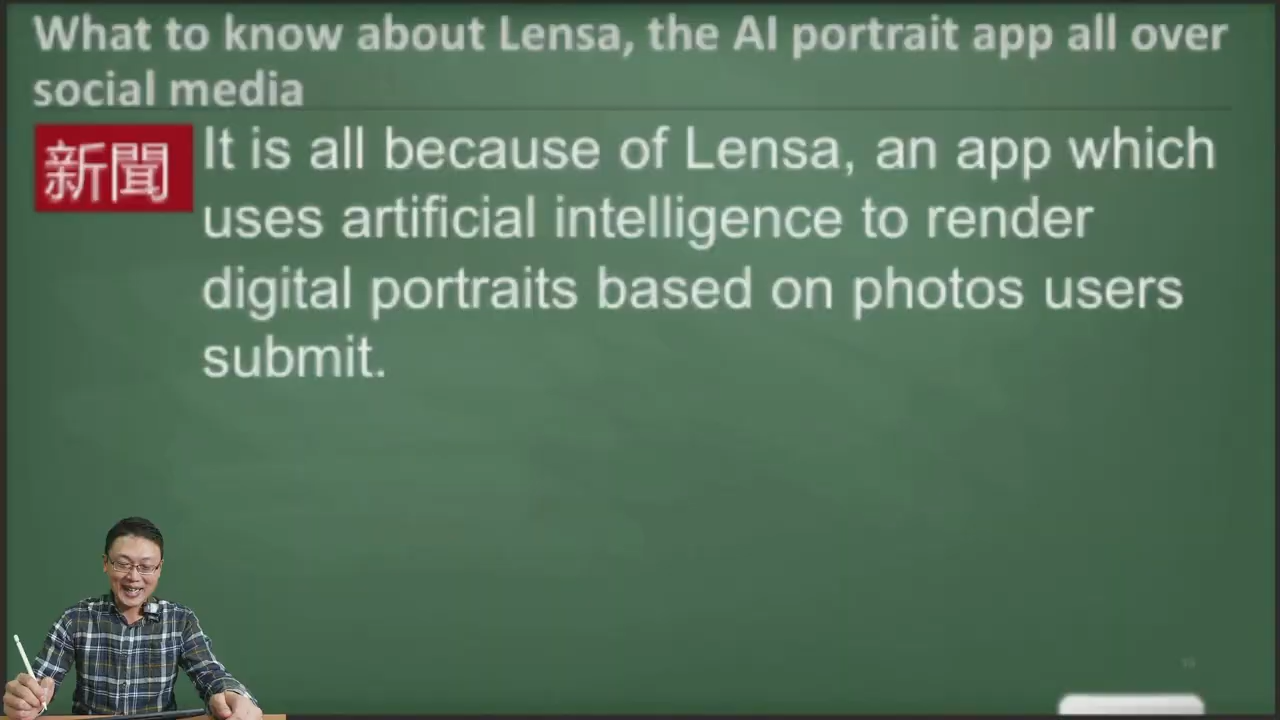 What to know about Lensa, the AI portrait app all over
social media
新聞
It is all because of Lensa, an app which
uses artificial intelligence to render
digital portraits based on photos users
submit.